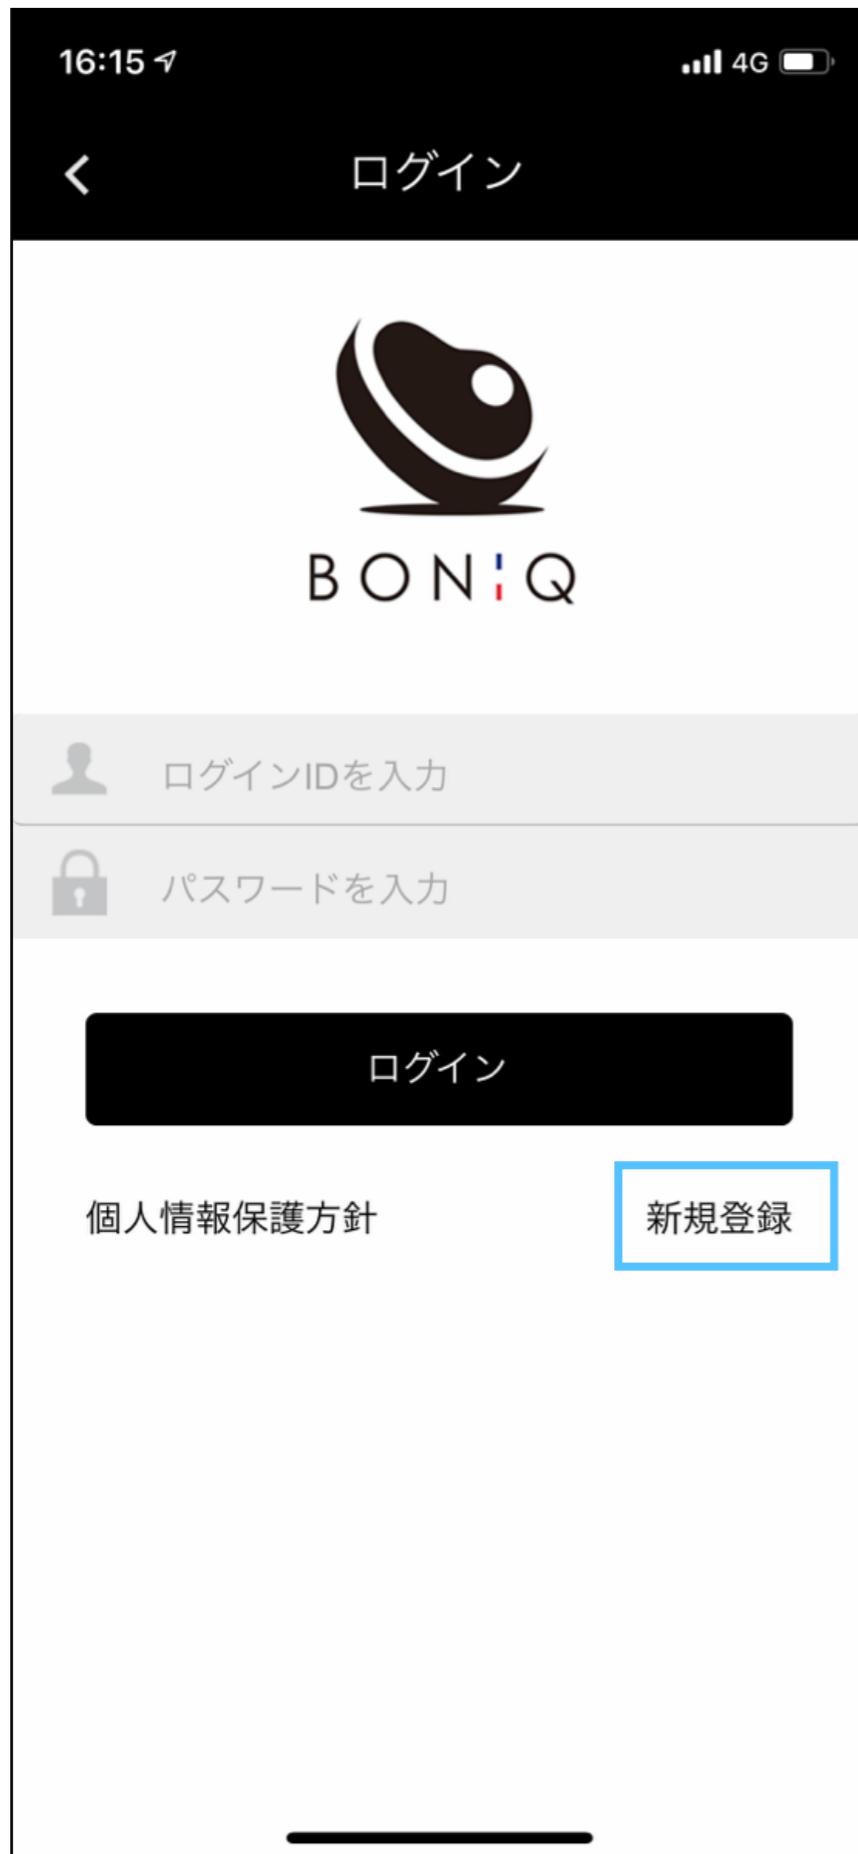 16:15
4G
ログイン
BONIQ
ログインIDを入力
パスワードを入力
ログイン
個人情報保護方針 新規登録